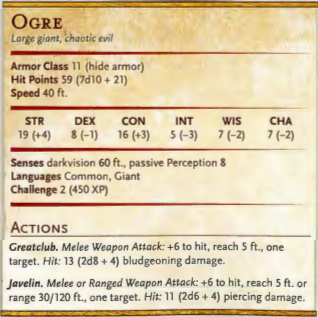 OGRE
Large giant, chaotic evil
Armor Class 11 (hide armor)
Hit Points 59 (7d10 + 21)
Speed 40 ft.
STR DEX CON INT WIS CHA
19 (+4) 8 (−1) 16 (+3) 5 (−3) 7 (−2) 7 (−2)
Senses darkvision 60 ft., passive Perception 8
Languages Common, Giant
Challenge 2 (450 XP)
ACTIONS
Greatclub. Melee Weapon Attack: +6 to hit, reach 5 ft., one
target. Hit: 13 (2d8 + 4) bludgeoning damage.
Javelin. Melee or Ranged Weapon Attack: +6 to hit, reach 5 ft. or
range 30/120 ft., one target. Hit: 11 (2d6 + 4) piercing damage.